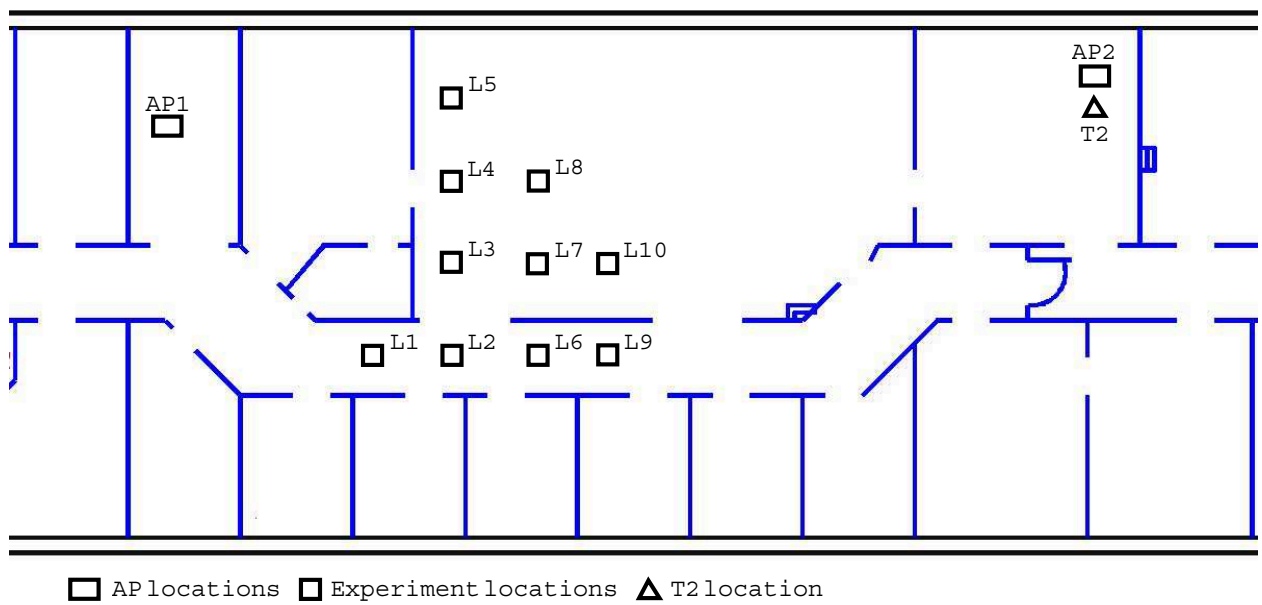 AP2
L5
AP1
T2
L4
L8
L3
L7
L10
L1
L2
L6
L9
AP locations
Experiment locations
T2 location